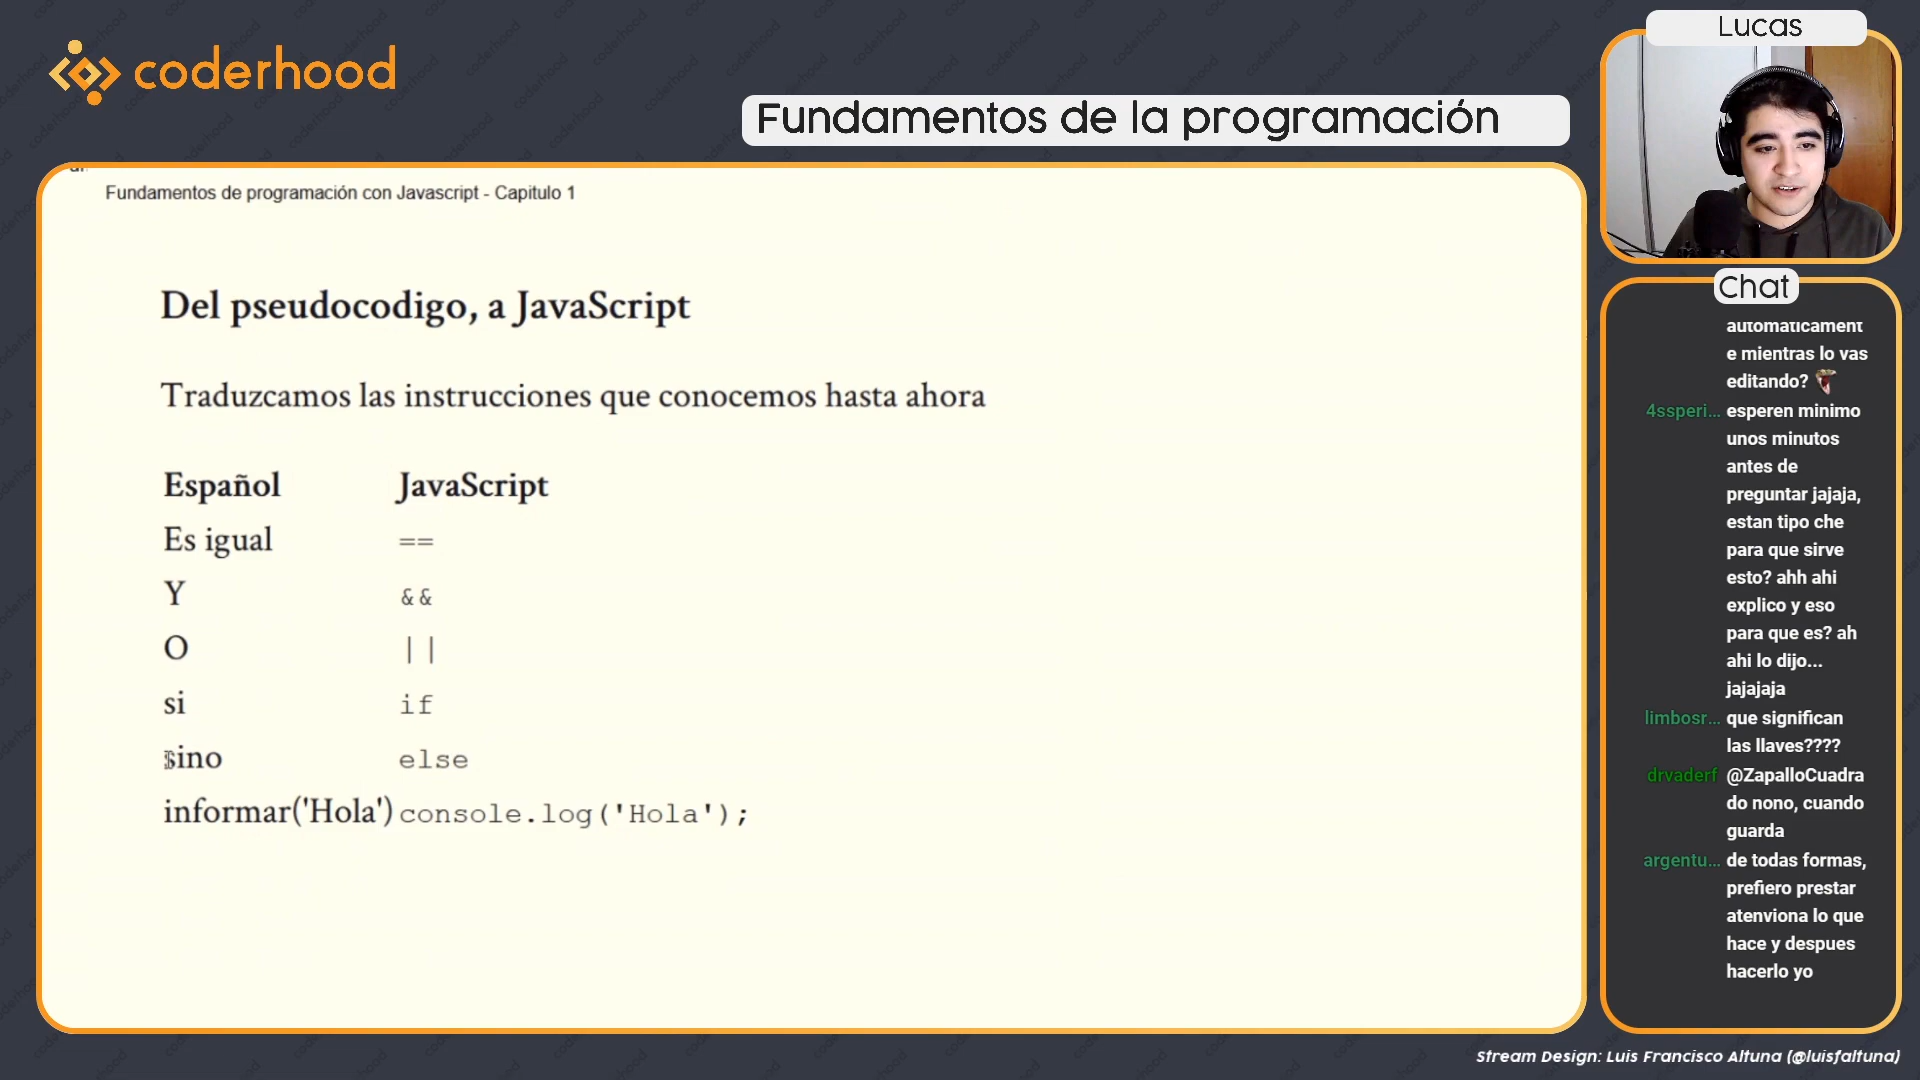 coderhood
Fundamentos de la programación
Lucas
Fundamentos de programación con Javascript - Capitulo 1
Del pseudocodigo, a JavaScript
Traduzcamos las instrucciones que conocemos hasta ahora
Español JavaScript
Es igual ==
Y &&
O ||
si if
sino else
informar('Hola') console.log('Hola');
Chat
automaticament
e mientras lo vas
editando?
4ssperi... esperen minimo
unos minutos
antes de
preguntar jajaja,
estan tipo che
para que sirve
esto? ahh ahi
explico y eso
para que es? ah
ahi lo dijo...
jajajaja
limbosr... que significan
las llaves????
drvaderf @ZapalloCuadra
do nono, cuando
guarda
argentu... de todas formas,
prefiero prestar
atenviona lo que
hace y despues
hacerlo yo
Stream Design: Luis Francisco Altuna (@luisfaltuna)